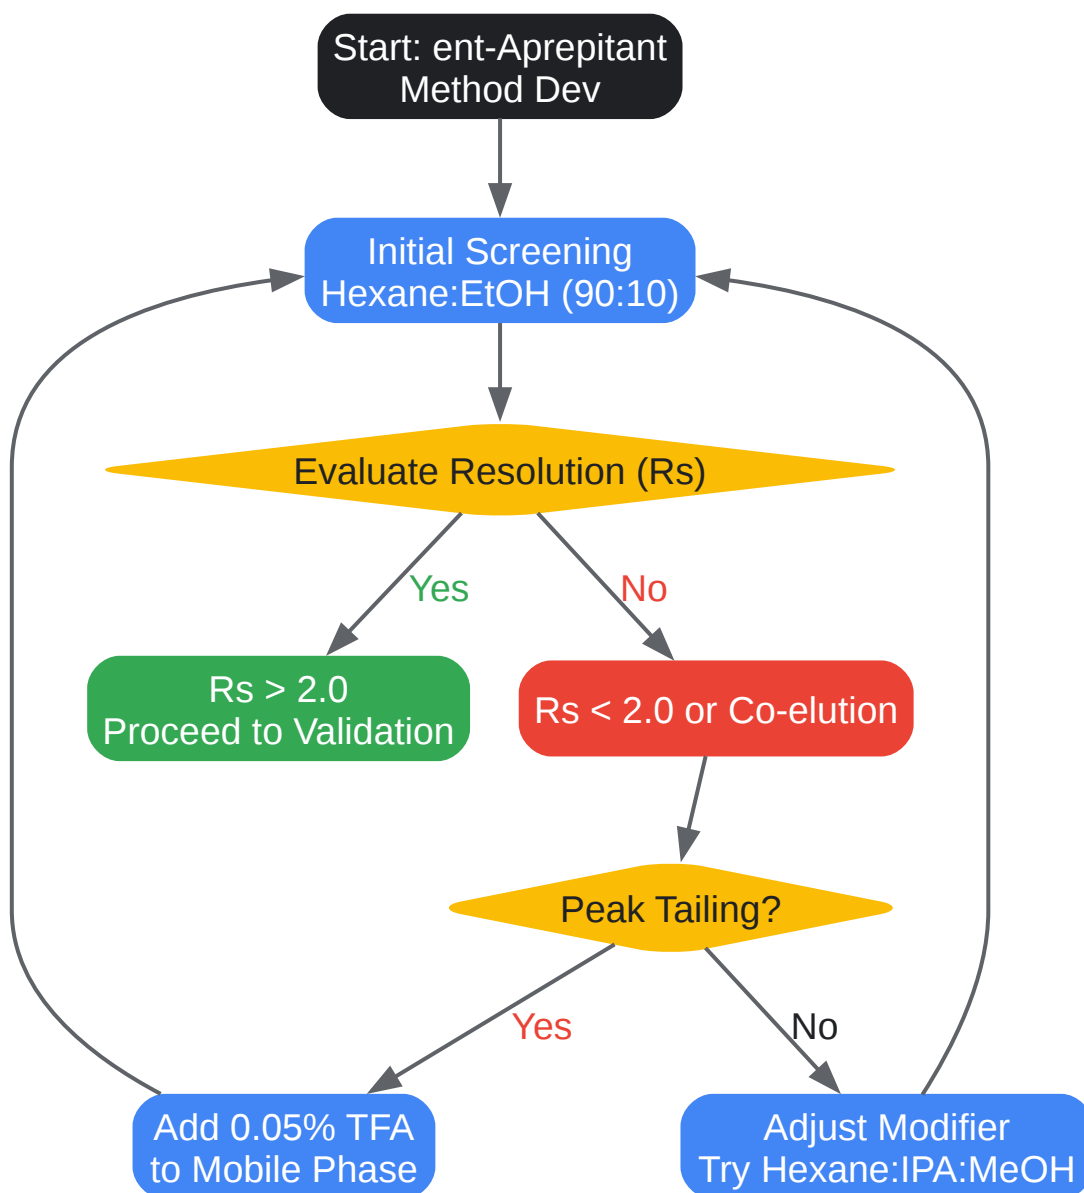 Start: ent-Aprepitant
Method Dev
Initial Screening
Hexane:EtOH (90:10)
Evaluate Resolution (Rs)
Yes
No
Rs > 2.0
Proceed to Validation
Rs < 2.0 or Co-elution
Peak Tailing?
Yes
No
Add 0.05% TFA
to Mobile Phase
Adjust Modifier
Try Hexane:IPA:MeOH